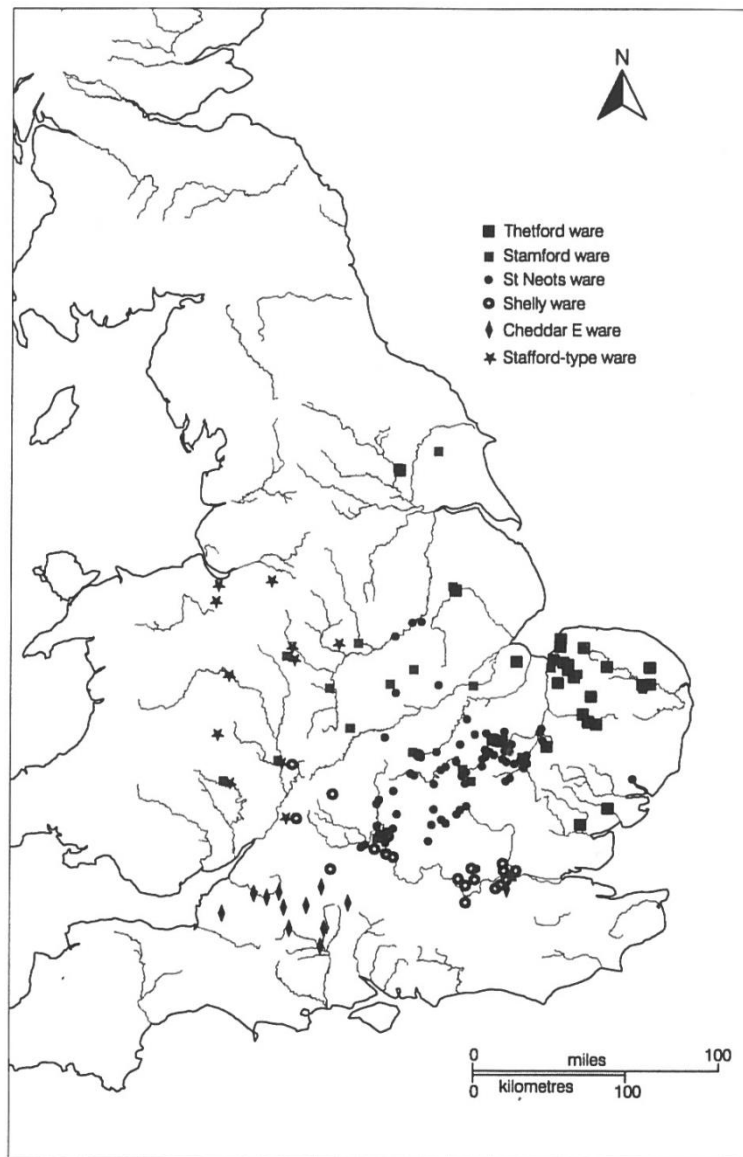 N
Thetford ware
Stamford ware
St Neots ware
Shelly ware
Cheddar E ware
Stafford-type ware
0 miles 100
0 kilometres 100